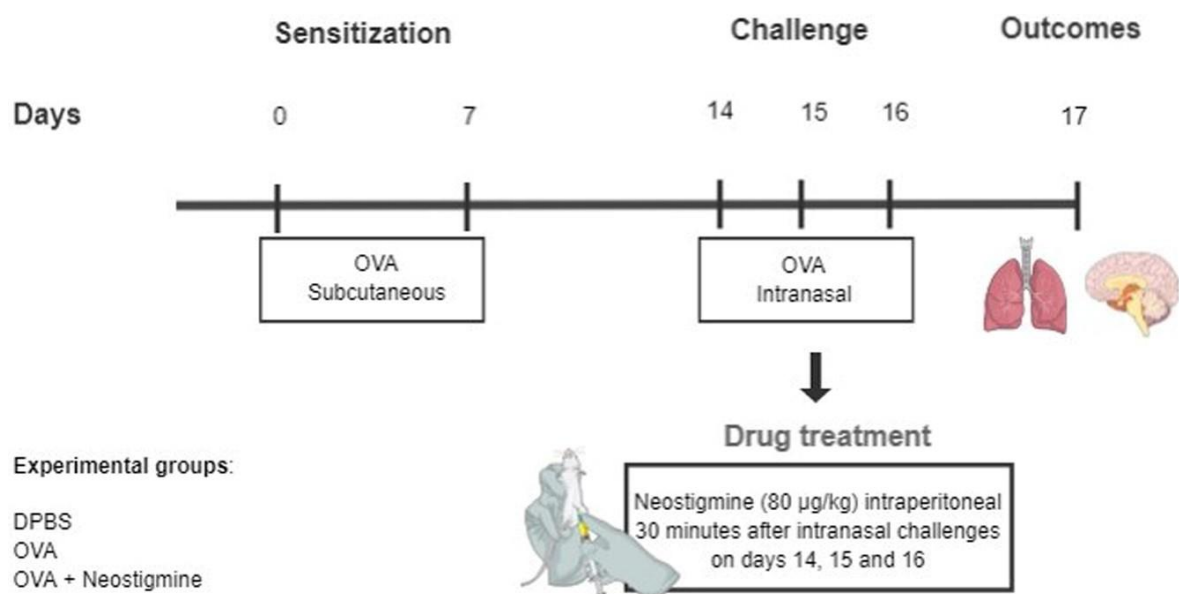 Sensitization Challenge Outcomes
Days 0 7 14 15 16 17
OVA
Subcutaneous
OVA
Intranasal
Drug treatment
Neostigmine (80 µg/kg) intraperitoneal
30 minutes after intranasal challenges
on days 14, 15 and 16
Experimental groups:
DPBS
OVA
OVA + Neostigmine